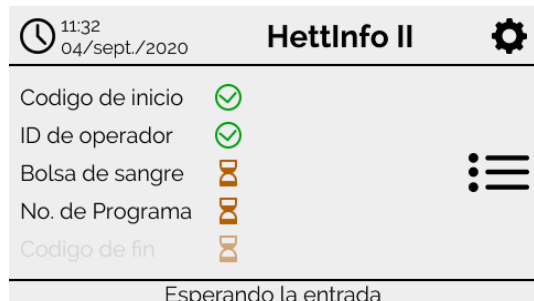 11:32
04/sept./2020
HettInfo II
Codigo de inicio
ID de operador
Bolsa de sangre
No. de Programa
Codigo de fin
Esperando la entrada